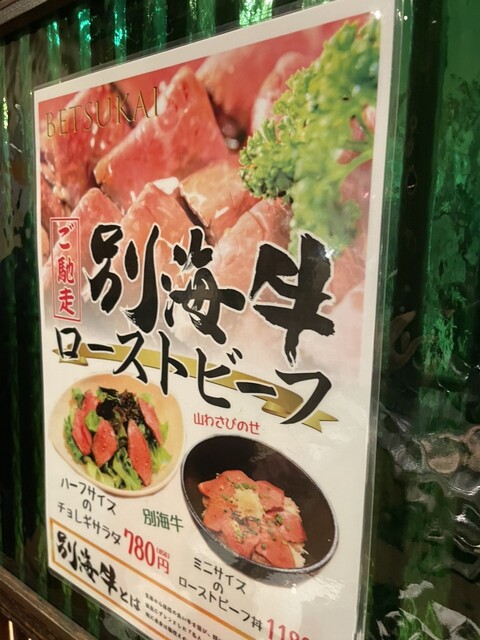 BETSUKAI
ご馳走
別海牛
ローストビーフ
山わさびのせ
ハーフサイズ
の
チョレギサラダ
780円
別海牛
ミニサイズ
の
ローストビーフ丼
別海牛とは